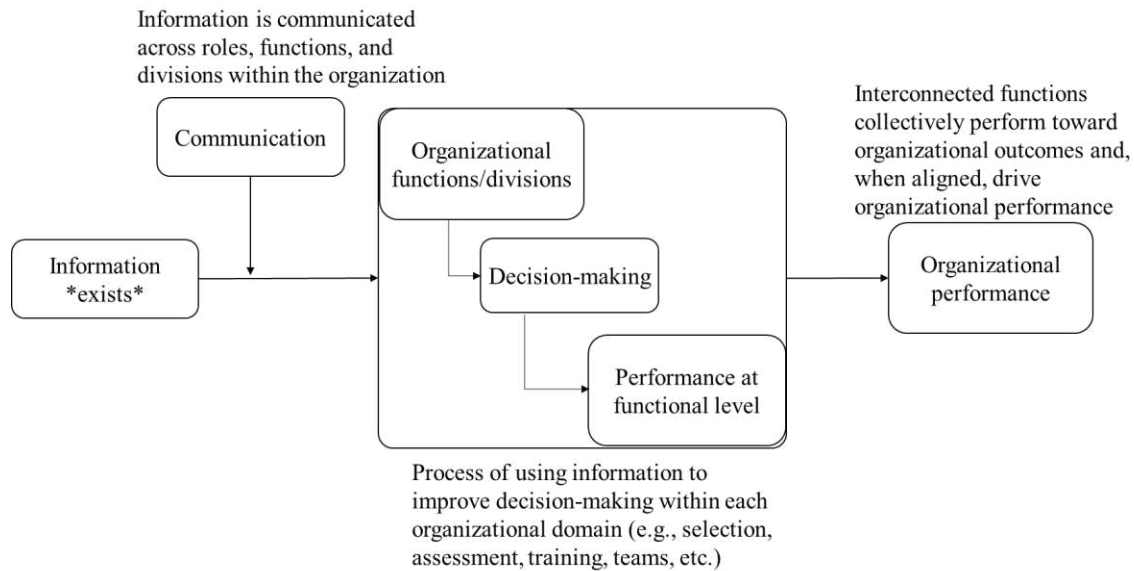 Information is communicated
across roles, functions, and
divisions within the organization
Communication
Information
*exists*
Organizational
functions/divisions
Decision-making
Performance at
functional level
Process of using information to
improve decision-making within each
organizational domain (e.g., selection,
assessment, training, teams, etc.)
Interconnected functions
collectively perform toward
organizational outcomes and,
when aligned, drive
organizational performance
Organizational
performance